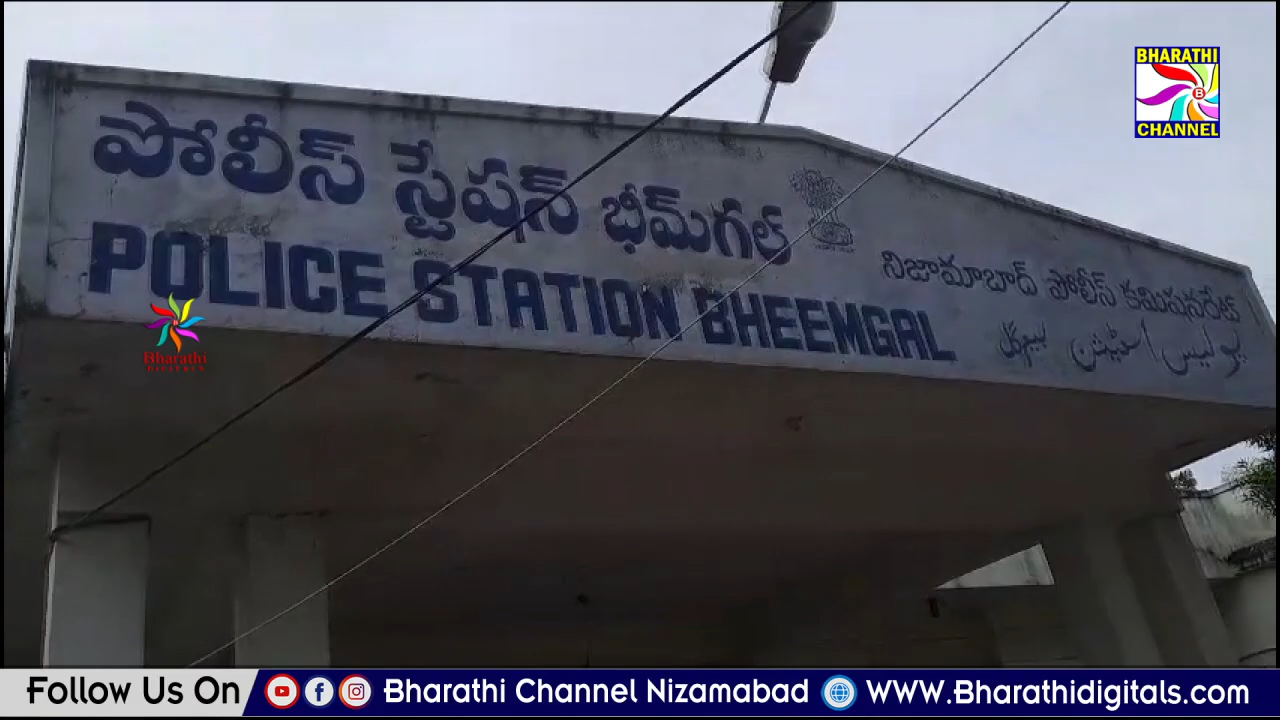 BHARATHI
B
CHANNEL
పోలీస్ స్టేషన్ భీమ్‌గల్
POLICE STATION BHEEMGAL
నిజామాబాద్ పోలీస్ కమిషనరేట్
پولیس اسٹیشن بھیمگل
Bharathi
DIGITALS
Follow Us On Bharathi Channel Nizamabad WWW.Bharathidigitals.com